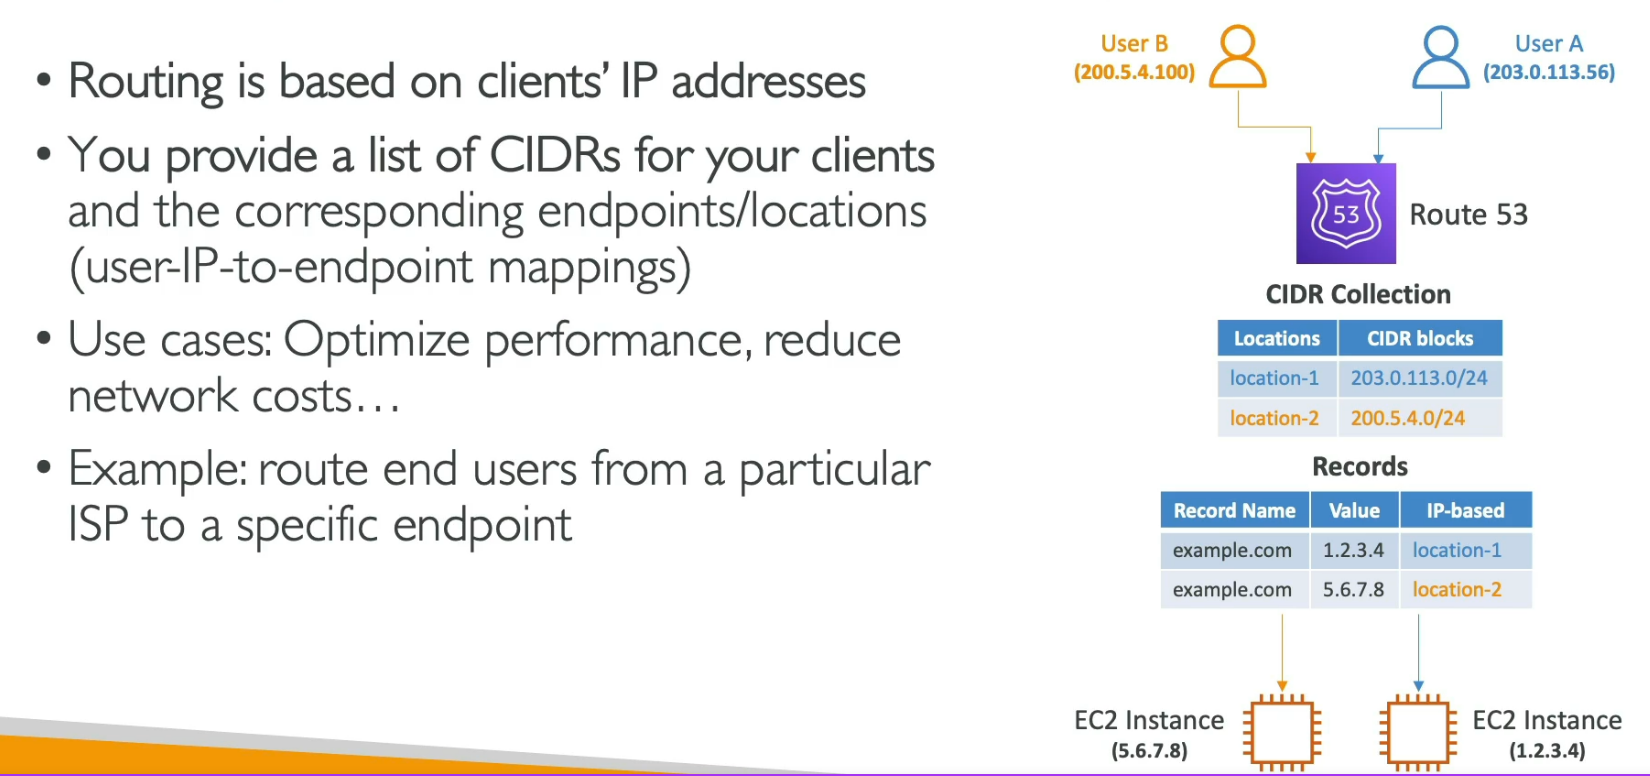 • Routing is based on clients’ IP addresses
• You provide a list of CIDRs for your clients
and the corresponding endpoints/locations
(user-IP-to-endpoint mappings)
• Use cases: Optimize performance, reduce
network costs…
• Example: route end users from a particular
ISP to a specific endpoint
User B
(200.5.4.100)
User A
(203.0.113.56)
53
Route 53
CIDR Collection
Locations CIDR blocks
location-1 203.0.113.0/24
location-2 200.5.4.0/24
Records
Record Name Value IP-based
example.com 1.2.3.4 location-1
example.com 5.6.7.8 location-2
EC2 Instance
(5.6.7.8)
EC2 Instance
(1.2.3.4)